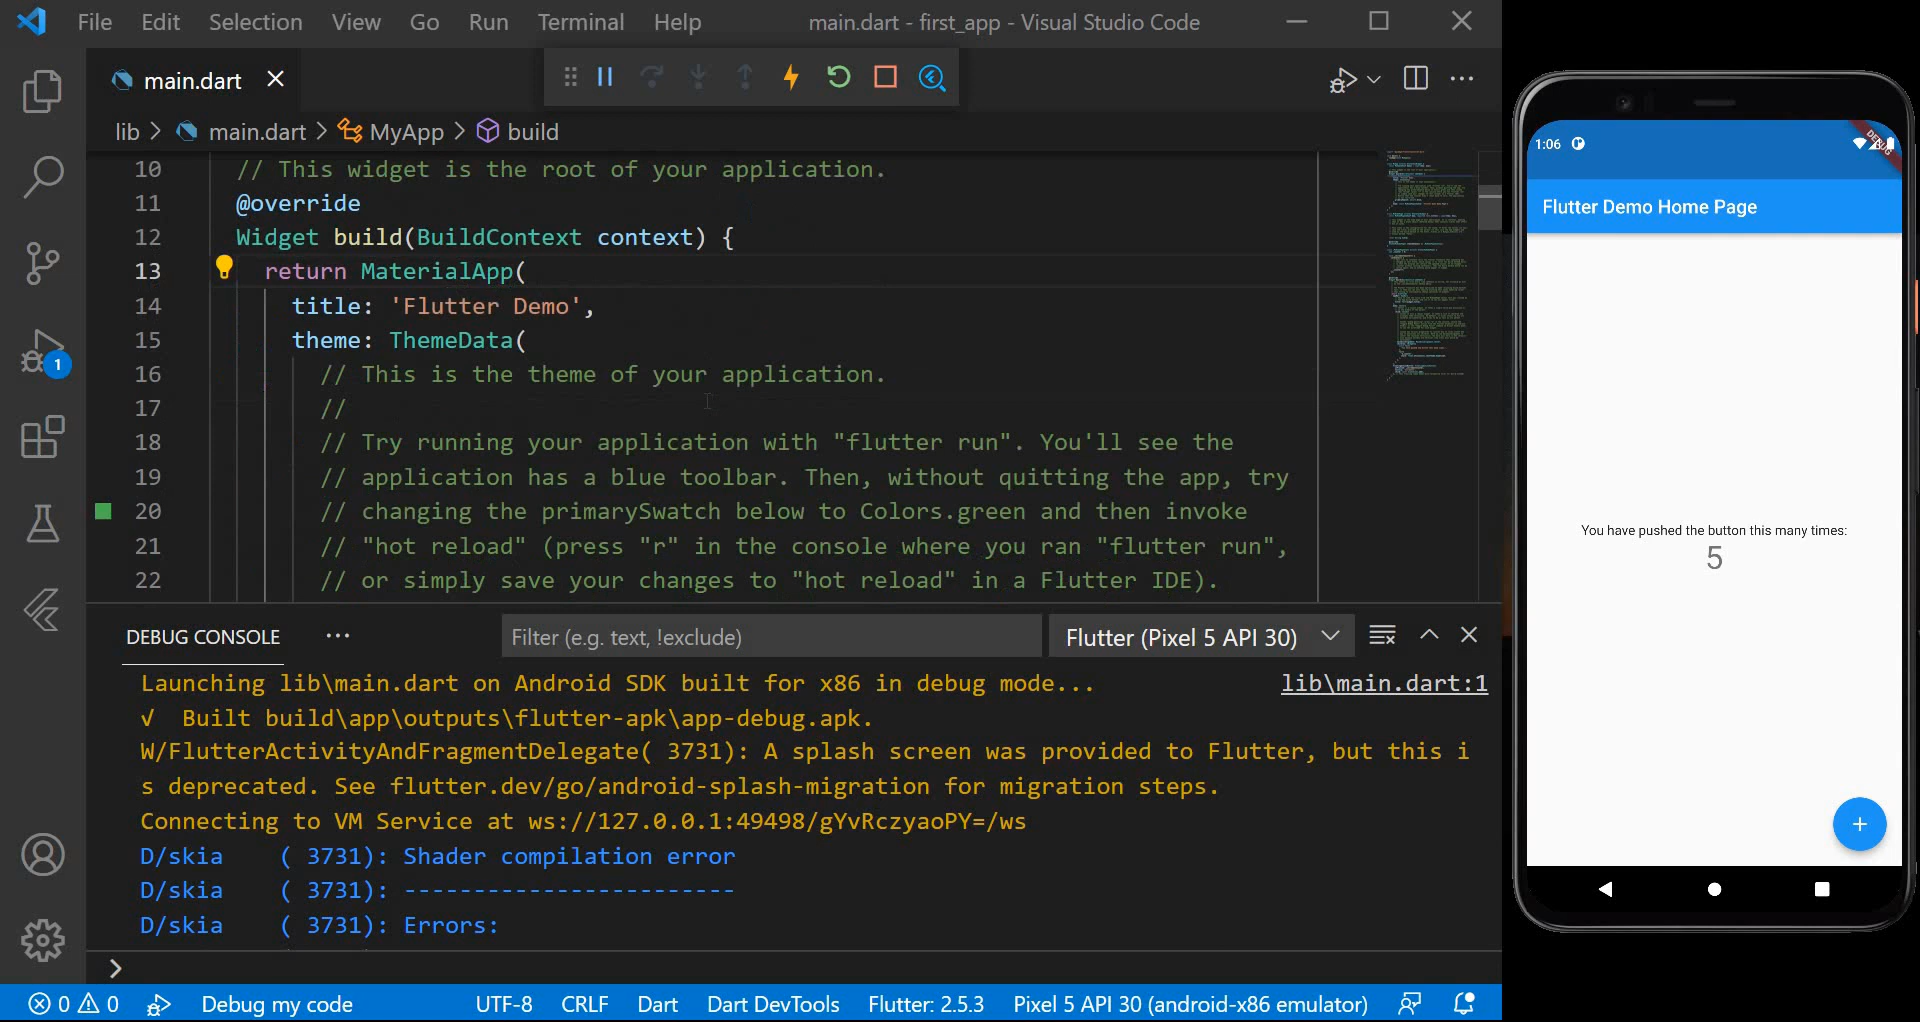 File Edit Selection View Go Run Terminal Help main.dart - first_app - Visual Studio Code
main.dart
lib > main.dart > MyApp > build
10 // This widget is the root of your application.
11 @override
12 Widget build(BuildContext context) {
13 return MaterialApp(
14 title: 'Flutter Demo',
15 theme: ThemeData(
16 // This is the theme of your application.
17 //
18 // Try running your application with "flutter run". You'll see the
19 // application has a blue toolbar. Then, without quitting the app, try
20 // changing the primarySwatch below to Colors.green and then invoke
21 // "hot reload" (press "r" in the console where you ran "flutter run",
22 // or simply save your changes to "hot reload" in a Flutter IDE).
1
DEBUG CONSOLE Filter (e.g. text, !exclude) Flutter (Pixel 5 API 30)
Launching lib\main.dart on Android SDK built for x86 in debug mode... lib\main.dart:1
√ Built build\app\outputs\flutter-apk\app-debug.apk.
W/FlutterActivityAndFragmentDelegate( 3731): A splash screen was provided to Flutter, but this i
s deprecated. See flutter.dev/go/android-splash-migration for migration steps.
Connecting to VM Service at ws://127.0.0.1:49498/gYvRczyaoPY=/ws
D/skia ( 3731): Shader compilation error
D/skia ( 3731): ------------------------
D/skia ( 3731): Errors:
>
0 0 Debug my code UTF-8 CRLF Dart Dart DevTools Flutter: 2.5.3 Pixel 5 API 30 (android-x86 emulator)
1:06
DEBUG
Flutter Demo Home Page
You have pushed the button this many times:
5
+